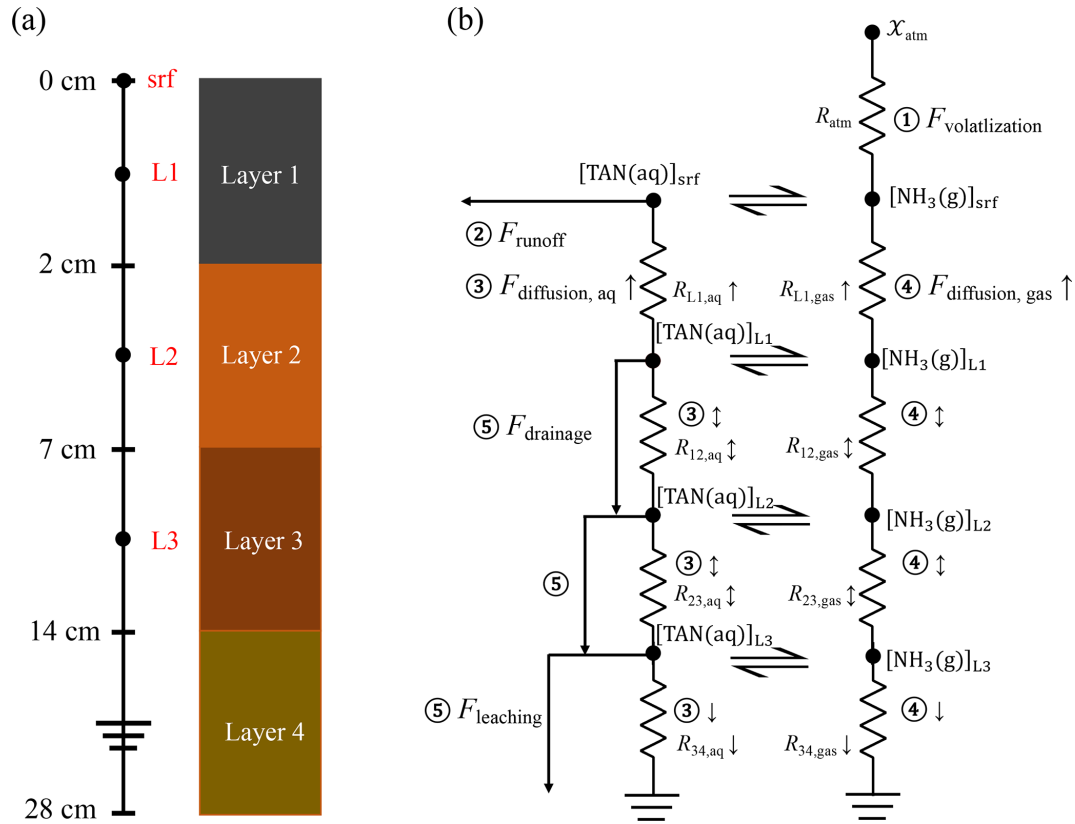 (a)
0 cm
srf
L1
Layer 1
2 cm
L2
Layer 2
7 cm
L3
Layer 3
14 cm
Layer 4
28 cm
(b)
χatm
Ratm
① Fvolatlization
[TAN(aq)]srf
[NH3(g)]srf
② Frunoff
③ Fdiffusion, aq ↑
RL1,aq ↑
RL1,gas ↑
④ Fdiffusion, gas ↑
[TAN(aq)]L1
[NH3(g)]L1
⑤ Fdrainage
③ ↕
R12,aq ↕
④ ↕
R12,gas ↕
[TAN(aq)]L2
[NH3(g)]L2
⑤
③ ↕
R23,aq ↕
④ ↕
R23,gas ↕
[TAN(aq)]L3
[NH3(g)]L3
⑤ Fleaching
③ ↓
R34,aq ↓
④ ↓
R34,gas ↓